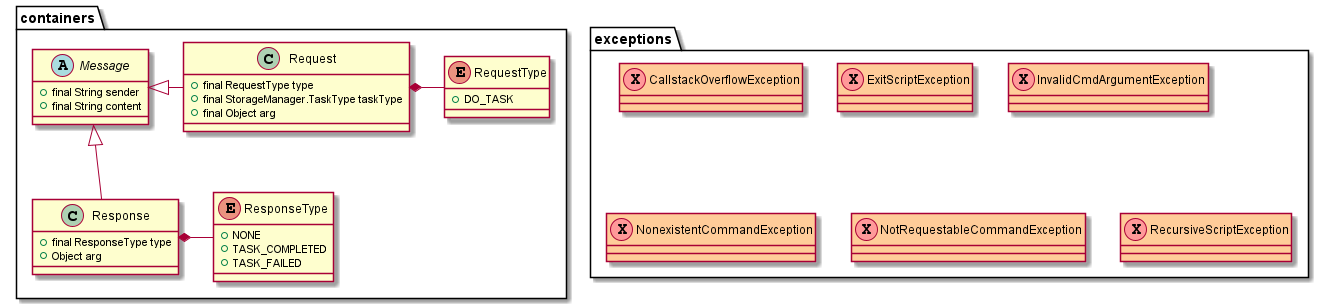 containers
A Message
final String sender
final String content
C Request
final RequestType type
final StorageManager.TaskType taskType
final Object arg
E RequestType
DO_TASK
C Response
final ResponseType type
Object arg
E ResponseType
NONE
TASK_COMPLETED
TASK_FAILED
exceptions
X CallstackOverflowException
X ExitScriptException
X InvalidCmdArgumentException
X NonexistentCommandException
X NotRequestableCommandException
X RecursiveScriptException